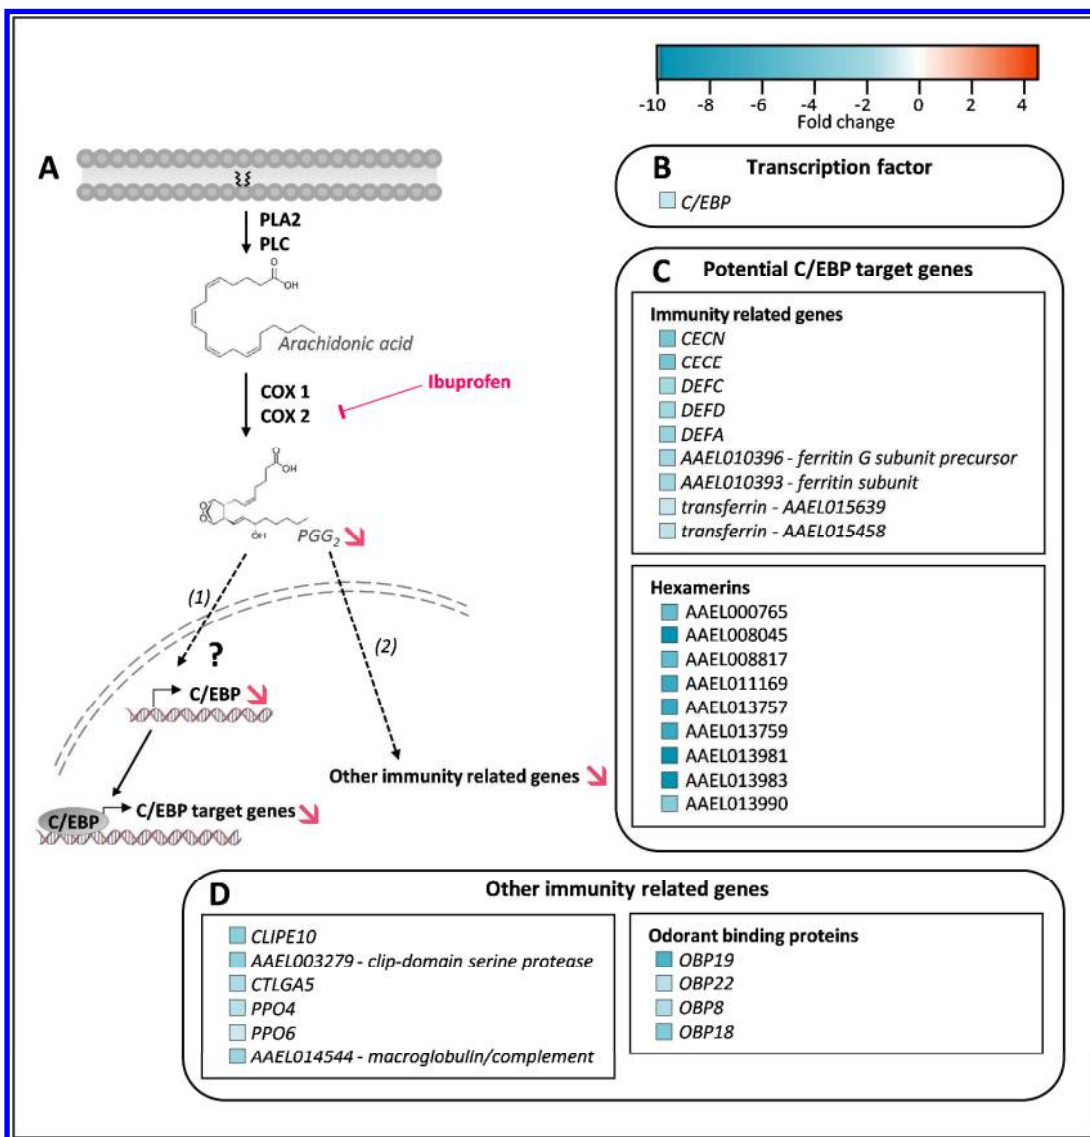 -10 -8 -6 -4 -2 0 2 4
Fold change
A
PLA2
PLC
O
OH
Arachidonic acid
COX 1
COX 2
Ibuprofen
O
OH
O
O
OH
PGG2
(1)
(2)
?
C/EBP
Other immunity related genes
C/EBP
C/EBP target genes
B Transcription factor
C/EBP
C Potential C/EBP target genes
Immunity related genes
CECN
CECE
DEFC
DEFD
DEFA
AAEL010396 - ferritin G subunit precursor
AAEL010393 - ferritin subunit
transferrin - AAEL015639
transferrin - AAEL015458
Hexamerins
AAEL000765
AAEL008045
AAEL008817
AAEL011169
AAEL013757
AAEL013759
AAEL013981
AAEL013983
AAEL013990
D Other immunity related genes
CLIPE10
AAEL003279 - clip-domain serine protease
CTLGA5
PPO4
PPO6
AAEL014544 - macroglobulin/complement
Odorant binding proteins
OBP19
OBP22
OBP8
OBP18